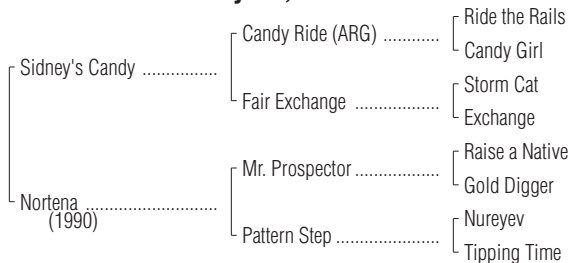 Ride the Rails
Candy Ride (ARG) ............
Candy Girl
Sidney's Candy ................
Storm Cat
Fair Exchange ..................
Exchange
Raise a Native
Mr. Prospector ..................
Gold Digger
Nortena ............................
(1990)
Nureyev
Pattern Step ......................
Tipping Time